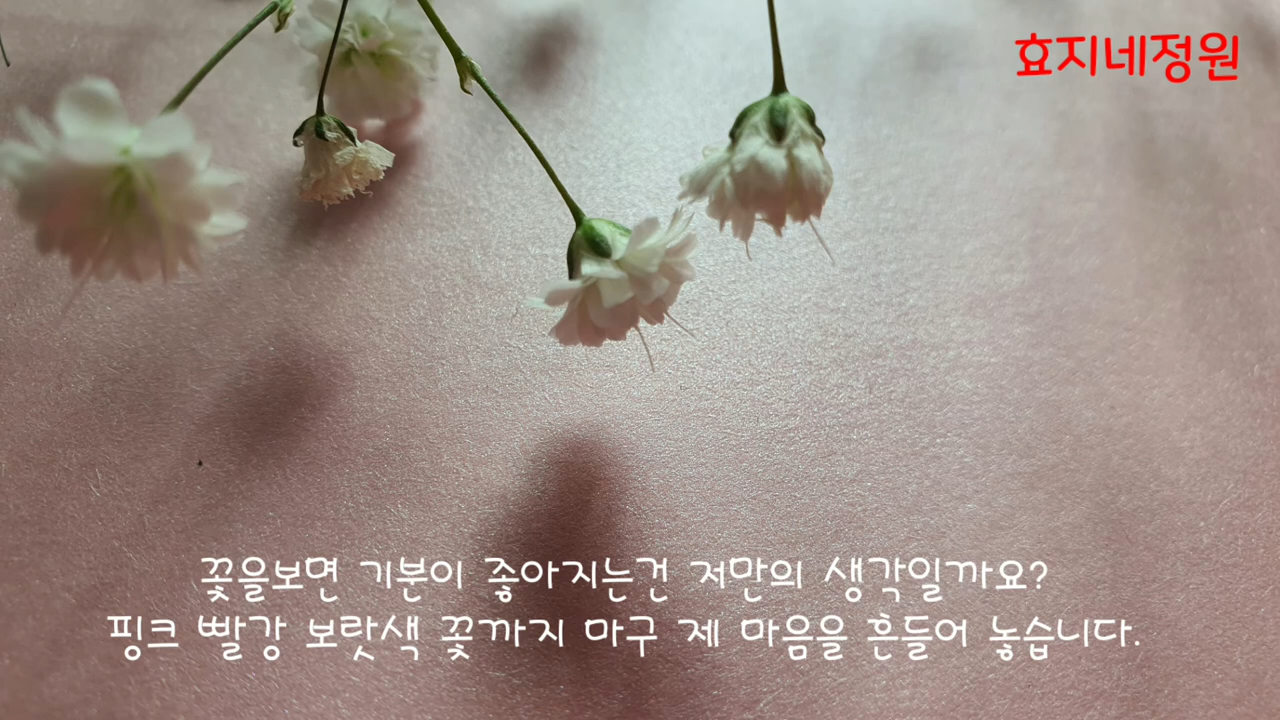 효지네정원
꽃을보면 기분이 좋아지는건 저만의 생각일까요?
핑크 빨강 보랏색 꽃까지 마구 제 마음을 흔들어 놓습니다.